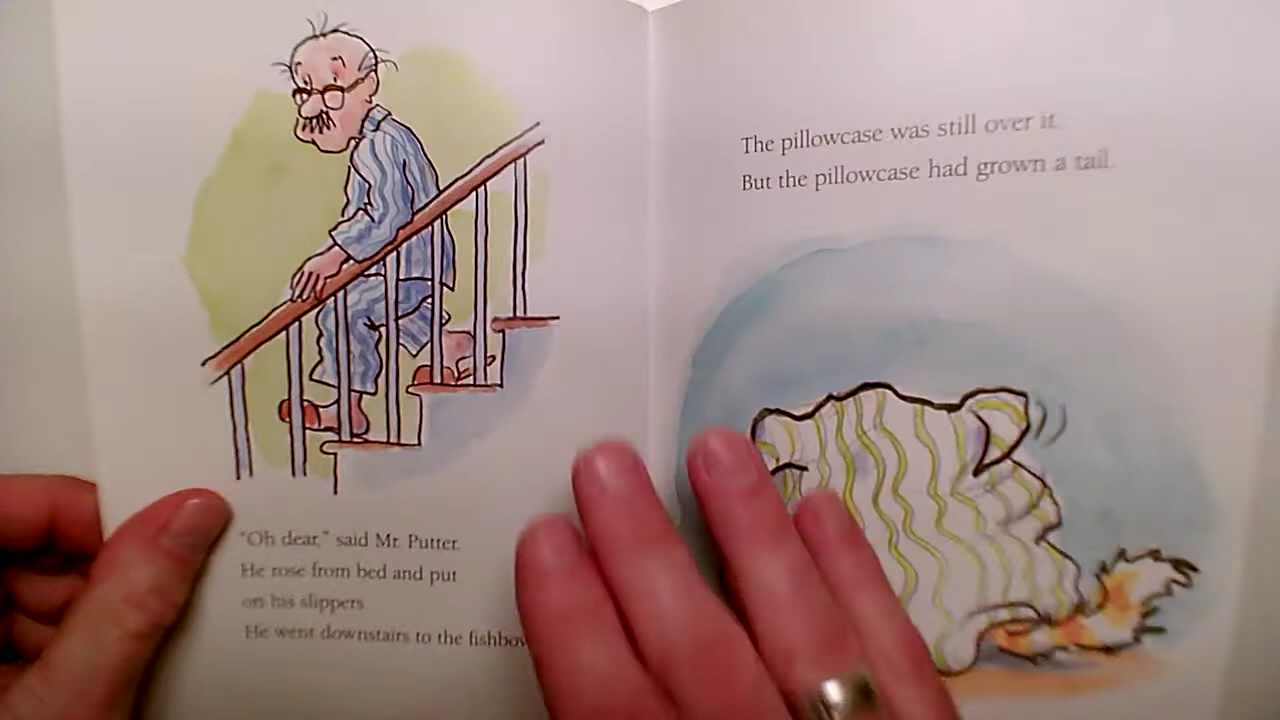 "Oh dear," said Mr. Putter.
He rose from bed and put
on his slippers.
He went downstairs to the
The pillowcase was still over it.
But the pillowcase had grown a tail.